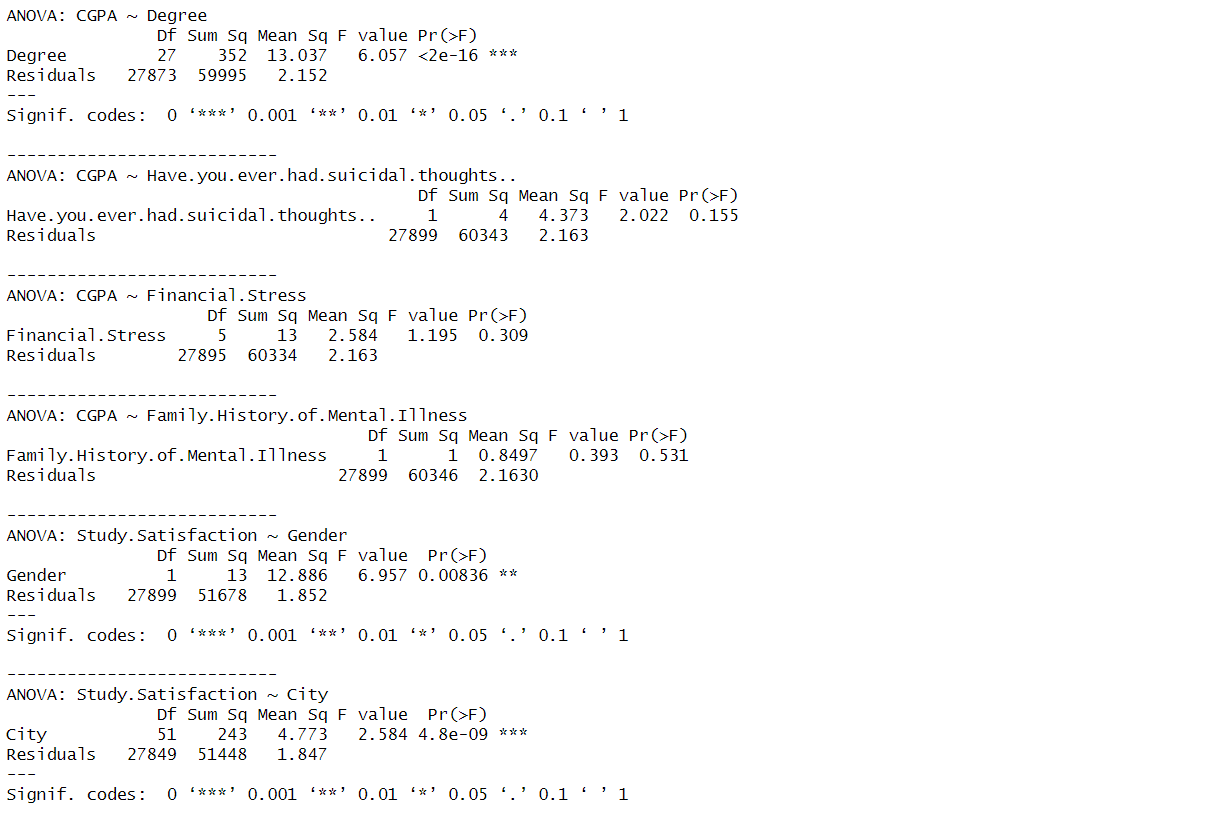 ANOVA: CGPA ~ Degree
               Df Sum Sq Mean Sq F value Pr(>F)
Degree         27    352  13.037   6.057 <2e-16 ***
Residuals   27873  59995   2.152
---
Signif. codes:  0 ‘***’ 0.001 ‘**’ 0.01 ‘*’ 0.05 ‘.’ 0.1 ‘ ’ 1
---------------------------
ANOVA: CGPA ~ Have.you.ever.had.suicidal.thoughts..
                                         Df Sum Sq Mean Sq F value Pr(>F)
Have.you.ever.had.suicidal.thoughts..     1      4   4.373   2.022  0.155
Residuals                             27899  60343   2.163
---------------------------
ANOVA: CGPA ~ Financial.Stress
                    Df Sum Sq Mean Sq F value Pr(>F)
Financial.Stress     5     13   2.584   1.195  0.309
Residuals        27895  60334   2.163
---------------------------
ANOVA: CGPA ~ Family.History.of.Mental.Illness
                                    Df Sum Sq Mean Sq F value Pr(>F)
Family.History.of.Mental.Illness     1      1  0.8497   0.393  0.531
Residuals                        27899  60346  2.1630
---------------------------
ANOVA: Study.Satisfaction ~ Gender
               Df Sum Sq Mean Sq F value  Pr(>F)
Gender          1     13  12.886   6.957 0.00836 **
Residuals   27899  51678   1.852
---
Signif. codes:  0 ‘***’ 0.001 ‘**’ 0.01 ‘*’ 0.05 ‘.’ 0.1 ‘ ’ 1
---------------------------
ANOVA: Study.Satisfaction ~ City
               Df Sum Sq Mean Sq F value  Pr(>F)
City           51    243   4.773   2.584 4.8e-09 ***
Residuals   27849  51448   1.847
---
Signif. codes:  0 ‘***’ 0.001 ‘**’ 0.01 ‘*’ 0.05 ‘.’ 0.1 ‘ ’ 1